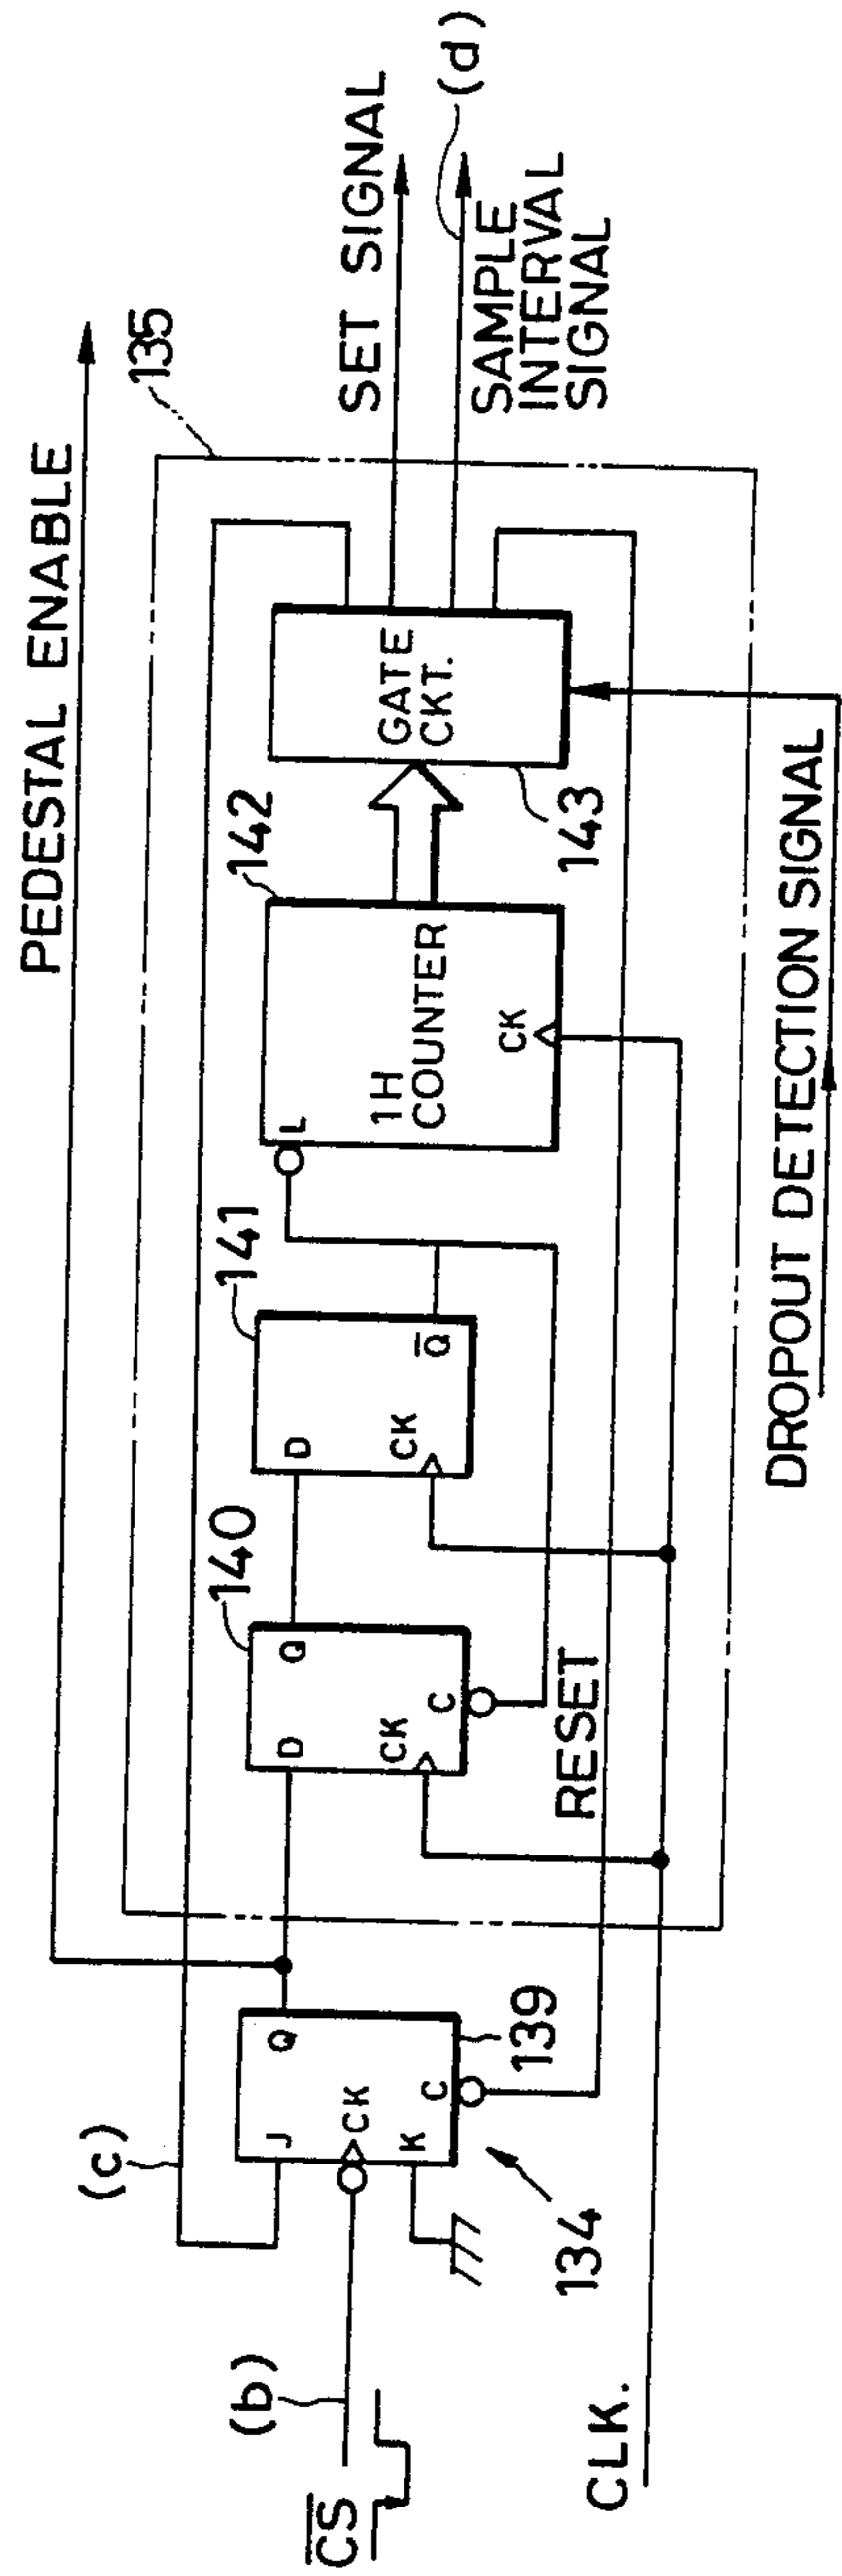 PEDESTAL ENABLE
135
(c)
SET SIGNAL
(d)
SAMPLE
INTERVAL
SIGNAL
(b)
C̅S̅
J
CK
K
Q
C
139
134
140
D
Q
CK
C
RESET
141
D
CK
Q̅
142
L
1H
COUNTER
CK
GATE
CKT.
143
CLK.
DROPOUT DETECTION SIGNAL